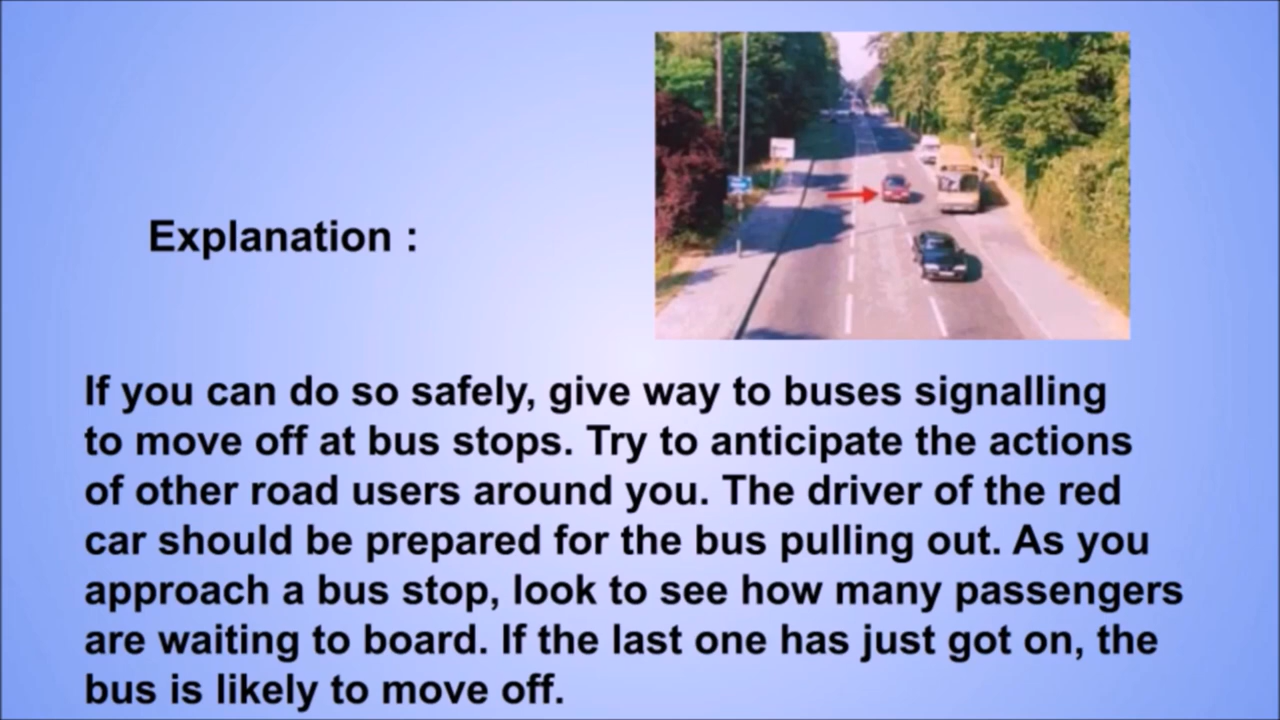 Explanation :
If you can do so safely, give way to buses signalling
to move off at bus stops. Try to anticipate the actions
of other road users around you. The driver of the red
car should be prepared for the bus pulling out. As you
approach a bus stop, look to see how many passengers
are waiting to board. If the last one has just got on, the
bus is likely to move off.